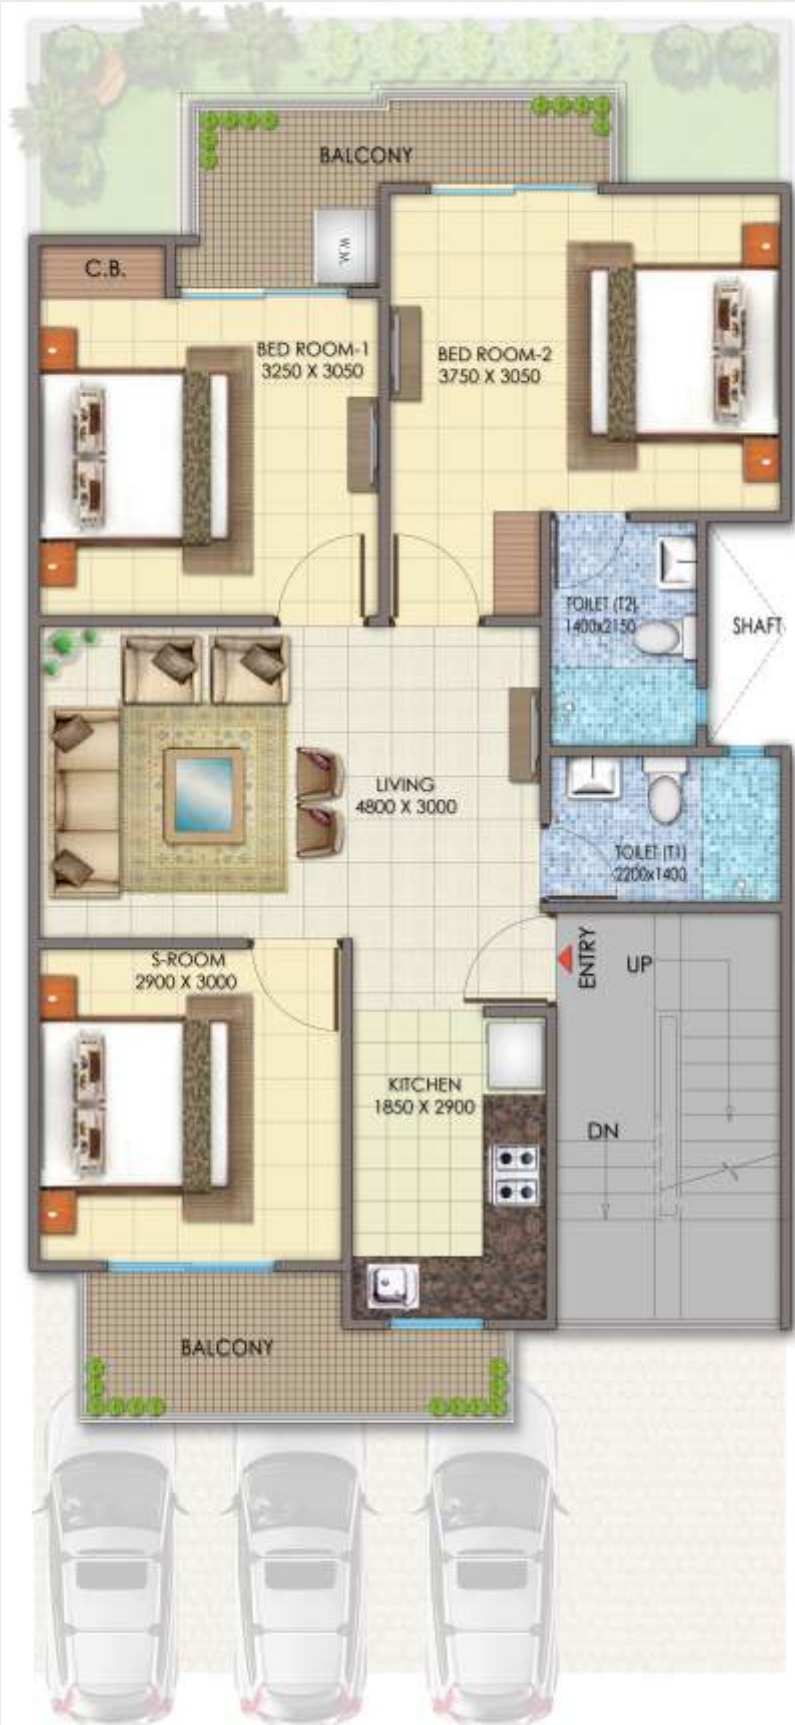 BALCONY
W.M.
C.B.
BED ROOM-1
3250 X 3050
BED ROOM-2
3750 X 3050
TOILET (T2)
1400x2150
SHAFT
LIVING
4800 X 3000
TOILET (T1)
2200x1400
S-ROOM
2900 X 3000
ENTRY
UP
KITCHEN
1850 X 2900
DN
BALCONY